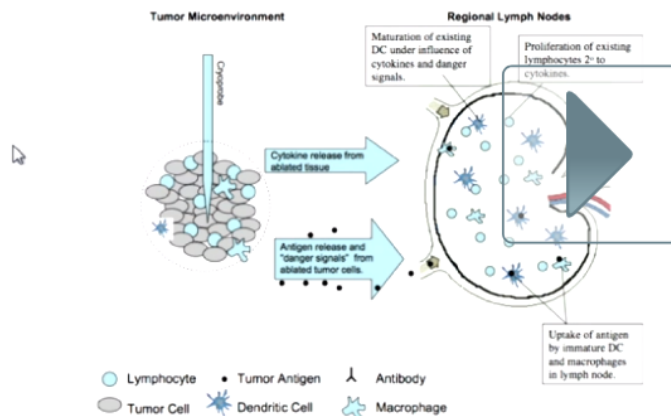 Tumor Microenvironment
Regional Lymph Nodes
Cryoprobe
Maturation of existing
DC under influence of
cytokines and danger
signals.
Proliferation of existing
lymphocytes 2º to
cytokines.
Cytokine release from
ablated tissue
Antigen release and
"danger signals" from
ablated tumor cells.
Uptake of antigen
by immature DC
and macrophages
in lymph node.
Lymphocyte
Tumor Antigen
Antibody
Tumor Cell
Dendritic Cell
Macrophage